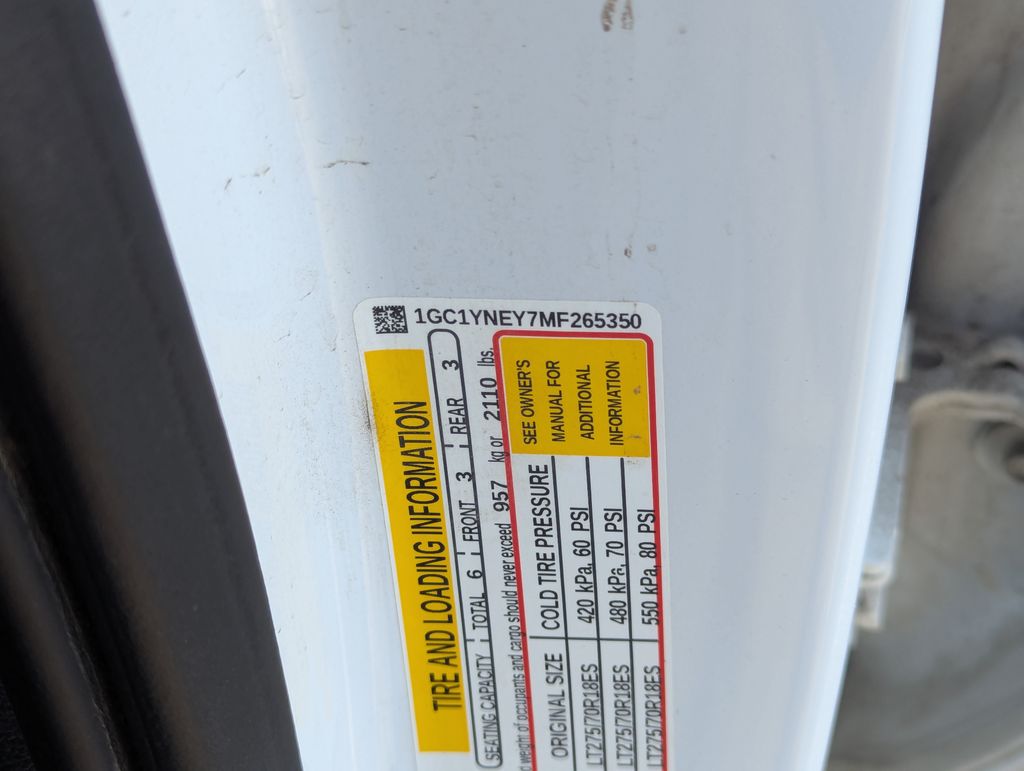 1GC1YNEY7MF265350
TIRE AND LOADING INFORMATION
SEATING CAPACITY TOTAL 6 FRONT 3 REAR 3
weight of occupants and cargo should never exceed 957 kg or 2110 lbs.
ORIGINAL SIZE COLD TIRE PRESSURE
LT275/70R18ES 420 kPa, 60 PSI
LT275/70R18ES 480 kPa, 70 PSI
LT275/70R18ES 550 kPa, 80 PSI
SEE OWNER'S
MANUAL FOR
ADDITIONAL
INFORMATION